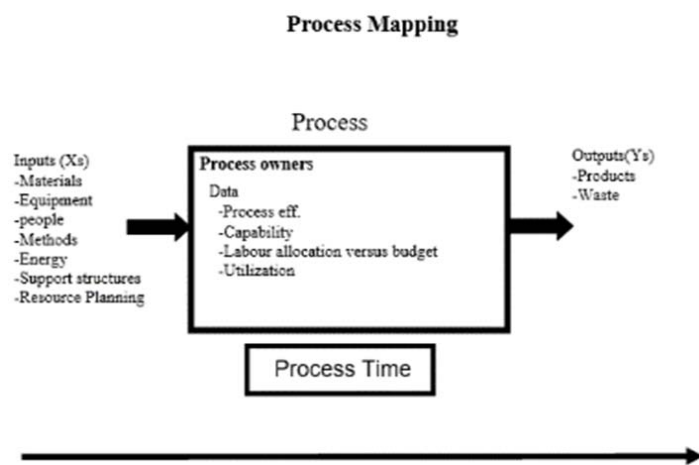 Process Mapping
Process
Inputs (Xs)
-Materials
-Equipment
-people
-Methods
-Energy
-Support structures
-Resource Planning
Process owners
Data
-Process eff.
-Capability
-Labour allocation versus budget
-Utilization
Outputs(Ys)
-Products
-Waste
Process Time